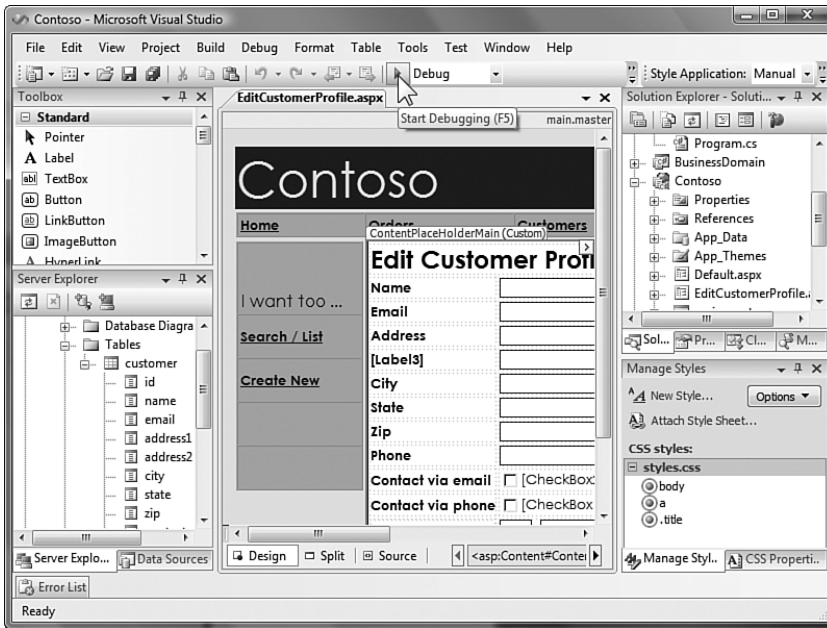 Contoso - Microsoft Visual Studio
File Edit View Project Build Debug Format Table Tools Test Window Help
Debug
Style Application: Manual
Toolbox
Standard
Pointer
Label
TextBox
Button
LinkButton
ImageButton
HyperLink
Server Explorer
Database Diagra
Tables
customer
id
name
email
address1
address2
city
state
zip
Server Explo... Data Sources
EditCustomerProfile.aspx
Start Debugging (F5)
main.master
Contoso
Home Orders Customers
ContentPlaceHolderMain (Custom)
I want too ...
Search / List
Create New
Edit Customer Profi
Name
Email
Address
[Label3]
City
State
Zip
Phone
Contact via email [CheckBox
Contact via phone [CheckBox
Design Split Source <asp:Content#Conten
Solution Explorer - Soluti...
Program.cs
BusinessDomain
Contoso
Properties
References
App_Data
App_Themes
Default.aspx
EditCustomerProfile.
Sol... Pr... Cl... M...
Manage Styles
New Style... Options
Attach Style Sheet...
CSS styles:
styles.css
body
a
.title
Manage Styl.. CSS Properti..
Error List
Ready